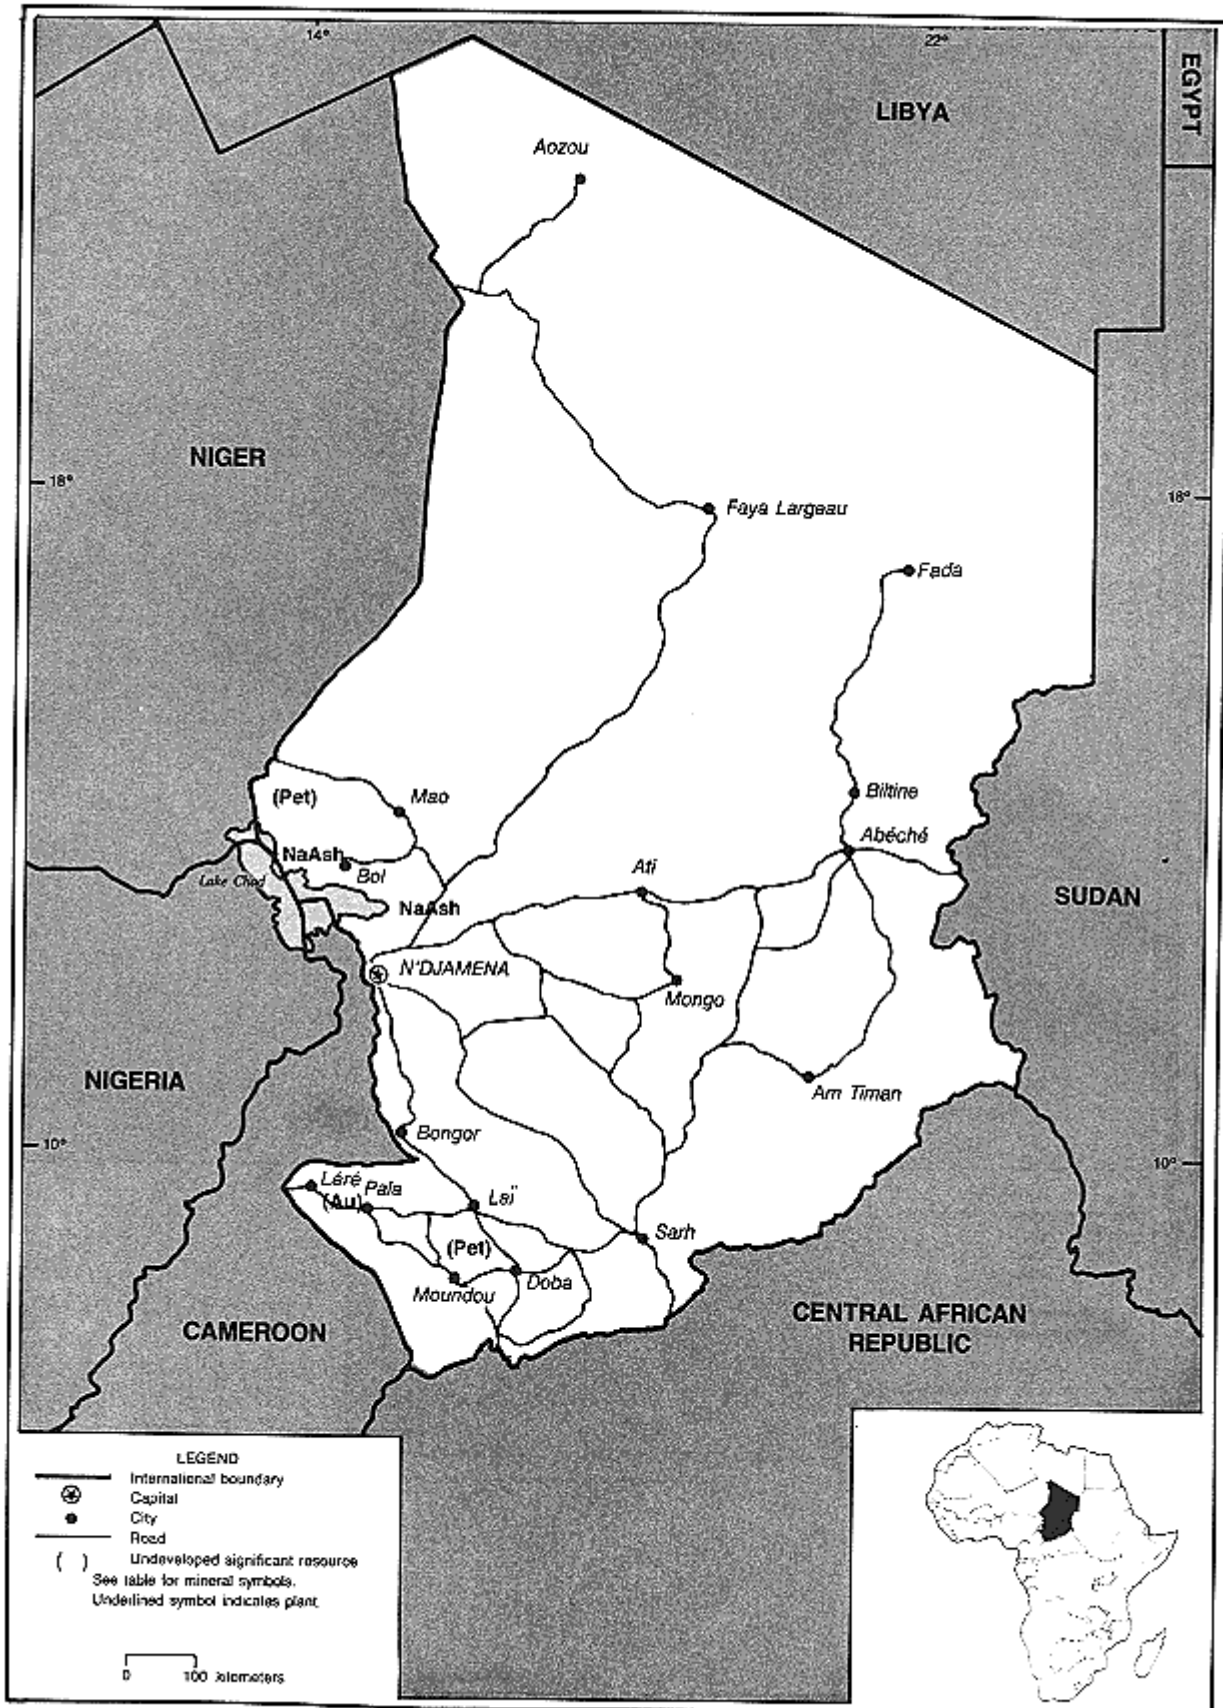 14°
22°
EGYPT
LIBYA
Aozou
NIGER
18°
18°
Faya Largeau
Fada
(Pet)
Mao
Biltine
Abéché
NaAsh
Bol
Lake Chad
Ati
NaAsh
SUDAN
N'DJAMENA
Mongo
NIGERIA
Am Timan
10°
Bongor
10°
Léré
Pala
(Au)
Laï
Sarh
(Pet)
Doba
Moundou
CAMEROON
CENTRAL AFRICAN
REPUBLIC
LEGEND
International boundary
Capital
City
Road
( ) Undeveloped significant resource
See table for mineral symbols.
Underlined symbol indicates plant.
0 100 kilometers